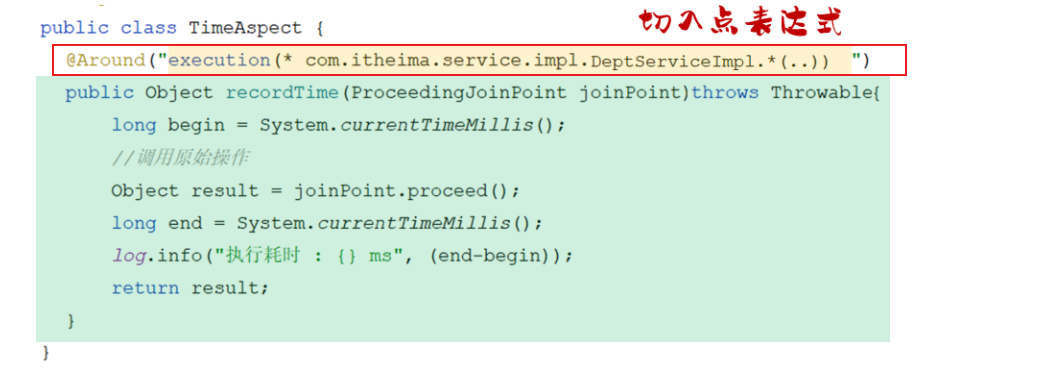 切入点表达式
public class TimeAspect {
@Around("execution(* com.itheima.service.impl.DeptServiceImpl.*(..)) ")
public Object recordTime(ProceedingJoinPoint joinPoint)throws Throwable{
long begin = System.currentTimeMillis();
//调用原始操作
Object result = joinPoint.proceed();
long end = System.currentTimeMillis();
log.info("执行耗时 : {} ms", (end-begin));
return result;
}
}